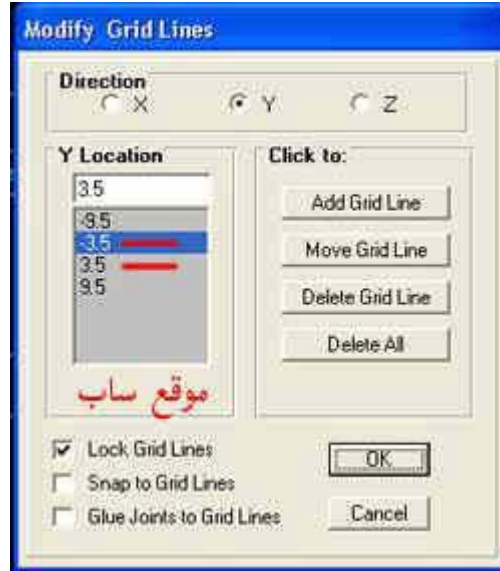 Modify Grid Lines
Direction
X Y Z
Y Location
Click to:
3.5
-9.5
-3.5
3.5
9.5
Add Grid Line
Move Grid Line
Delete Grid Line
Delete All
موقع ساب
Lock Grid Lines
Snap to Grid Lines
Glue Joints to Grid Lines
OK
Cancel